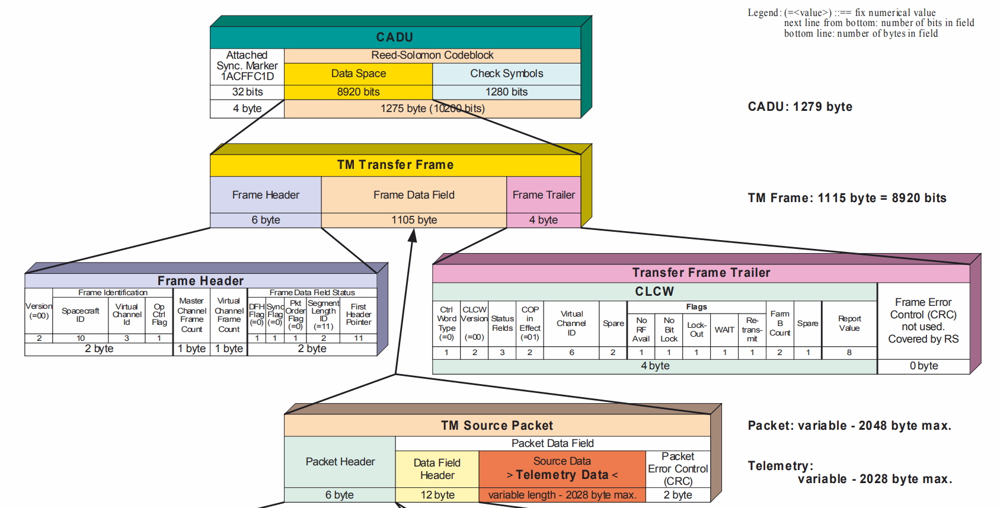 Legend: (=<value>) ::== fix numerical value
next line from bottom: number of bits in field
bottom line: number of bytes in field
CADU
Attached
Sync. Marker
1ACFFC1D
Reed-Solomon Codeblock
Data Space
Check Symbols
32 bits
8920 bits
1280 bits
4 byte
1275 byte (10200 bits)
CADU: 1279 byte
TM Transfer Frame
Frame Header
Frame Data Field
Frame Trailer
6 byte
1105 byte
4 byte
TM Frame: 1115 byte = 8920 bits
Frame Header
Frame Identification
Frame Data Field Status
Version
(=00)
Spacecraft
ID
Virtual
Channel
Id
Op
Ctrl
Flag
Master
Channel
Frame
Count
Virtual
Channel
Frame
Count
DFH
Flag
(=0)
Sync
Flag
(=0)
Pkt
Order
Flag
(=0)
Segment
Length
ID
(=11)
First
Header
Pointer
2
10
3
1
1
1
1
2
11
2 byte
1 byte
1 byte
2 byte
Transfer Frame Trailer
CLCW
Ctrl
Word
Type
(=0)
CLCW
Version
(=00)
Status
Fields
COP
in
Effect
(=01)
Virtual
Channel
ID
Spare
Flags
No
RF
Avail
No
Bit
Lock
Lock-
Out
WAIT
Re-
trans-
mit
Farm
B
Count
Spare
Report
Value
Frame Error
Control (CRC)
not used.
Covered by RS
1
2
3
2
6
2
1
1
1
1
1
2
1
8
4 byte
0 byte
TM Source Packet
Packet Header
Packet Data Field
Data Field
Header
Source Data
> Telemetry Data <
Packet
Error Control
(CRC)
6 byte
12 byte
variable length - 2028 byte max.
2 byte
Packet: variable - 2048 byte max.
Telemetry:
variable - 2028 byte max.